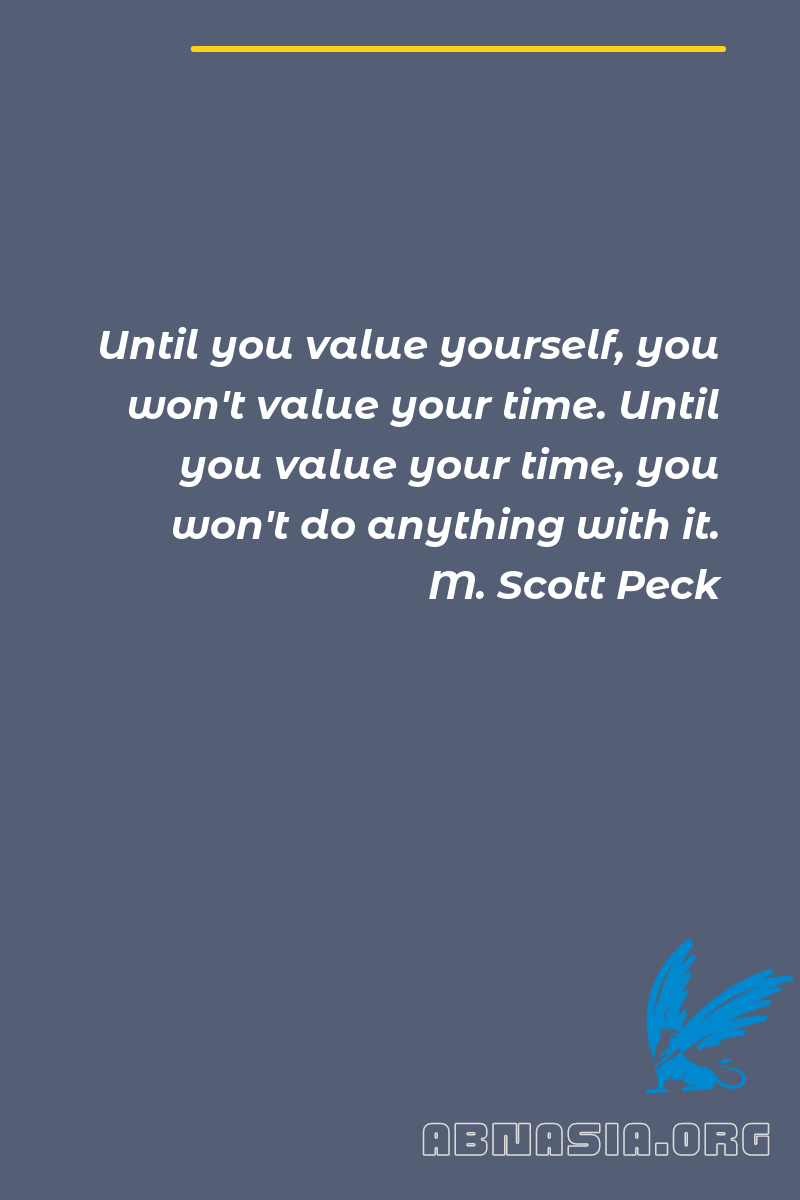 Until you value yourself, you
won't value your time. Until
you value your time, you
won't do anything with it.
M. Scott Peck
ABNASIA.ORG